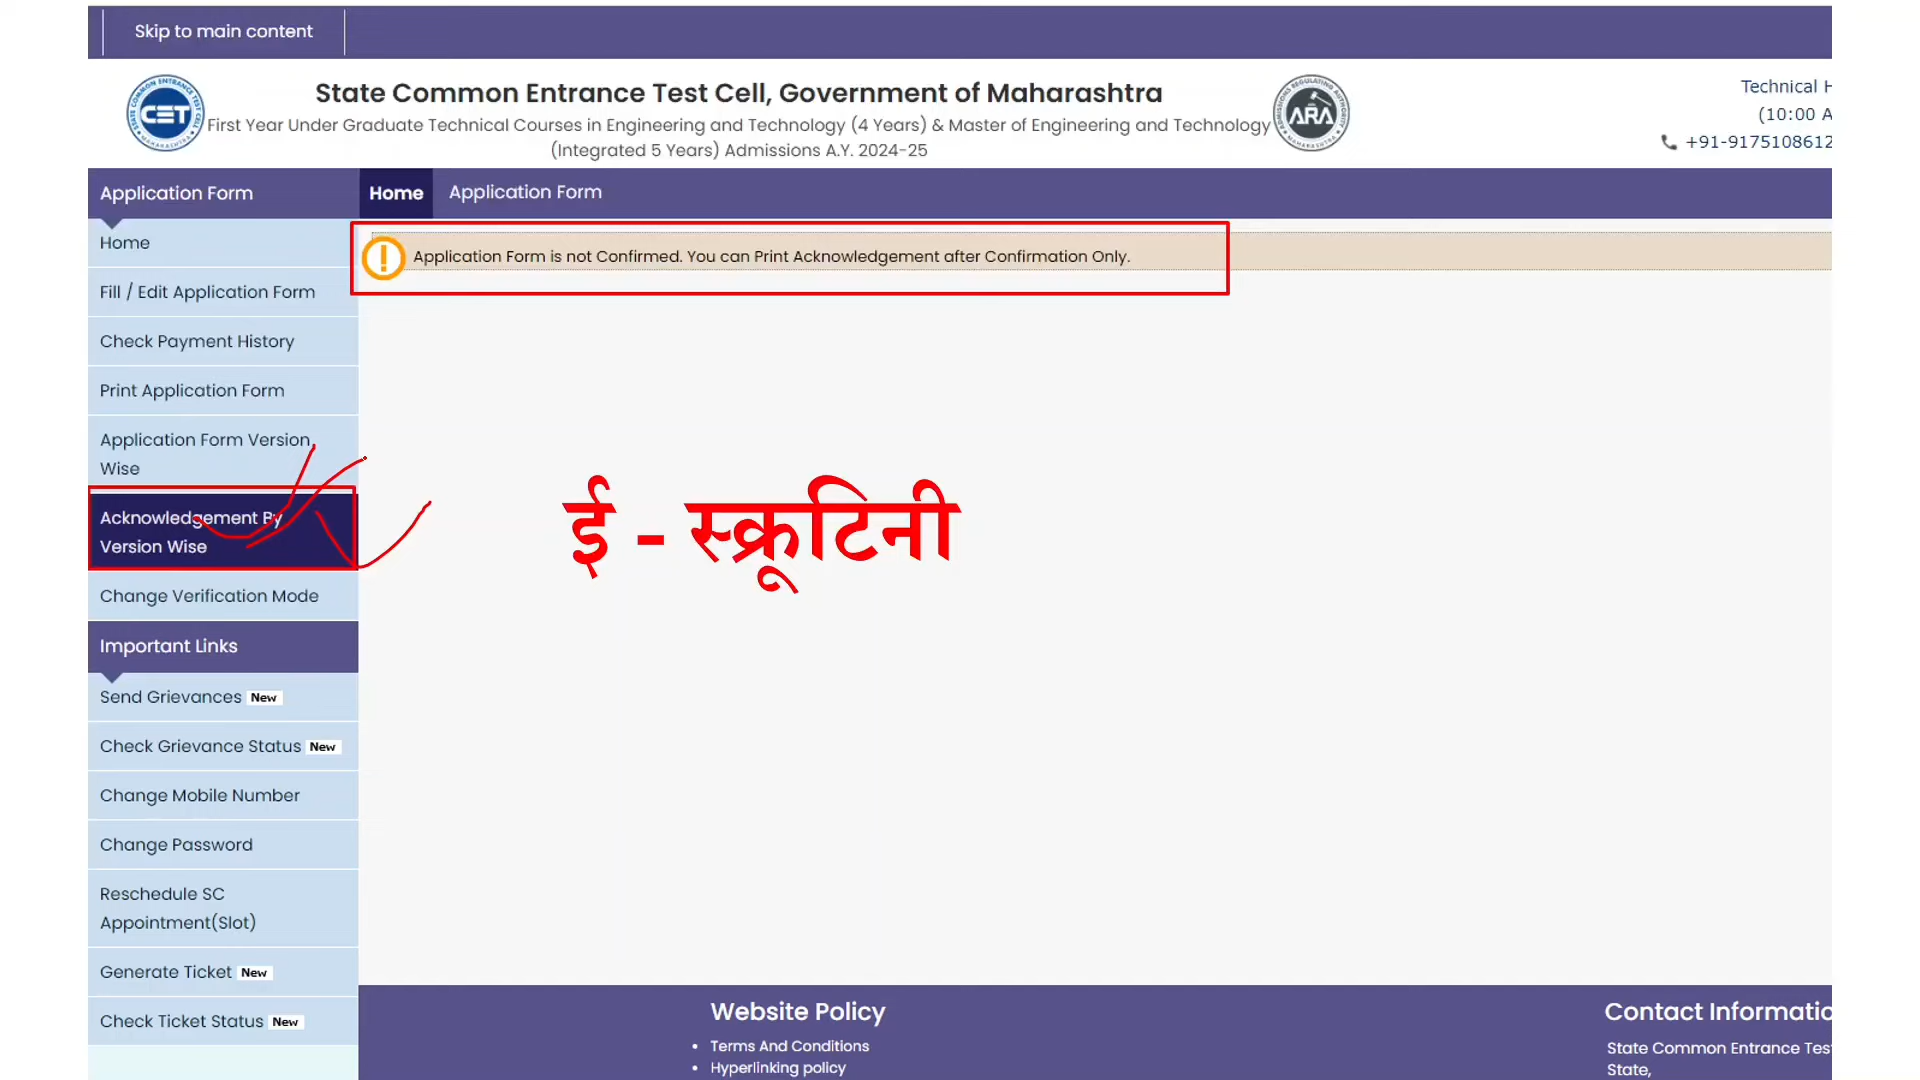 Skip to main content
State Common Entrance Test Cell, Government of Maharashtra
First Year Under Graduate Technical Courses in Engineering and Technology (4 Years) & Master of Engineering and Technology
(Integrated 5 Years) Admissions A.Y. 2024-25
CET
ARA
Technical H
(10:00 A
+91-9175108612
Application Form
Home
Application Form
Home
Fill / Edit Application Form
Check Payment History
Print Application Form
Application Form Version
Wise
Acknowledgement By
Version Wise
Change Verification Mode
Important Links
Send Grievances New
Check Grievance Status New
Change Mobile Number
Change Password
Reschedule SC
Appointment(Slot)
Generate Ticket New
Check Ticket Status New
Application Form is not Confirmed. You can Print Acknowledgement after Confirmation Only.
ई - स्क्रूटिनी
Website Policy
• Terms And Conditions
• Hyperlinking policy
Contact Informatio
State Common Entrance Test
State,